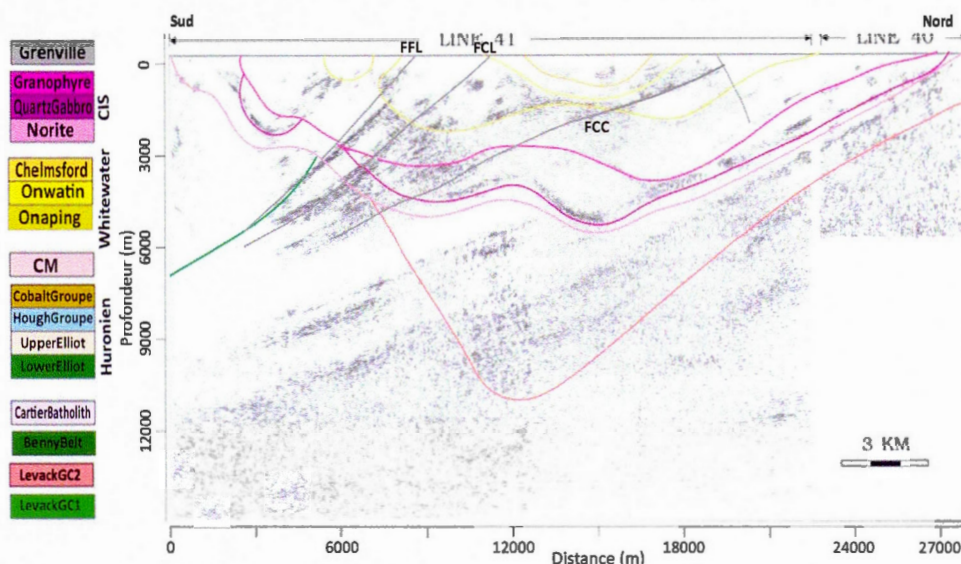 Sud
Nord
LINE 41
LINE 40
FFL
FCL
FCC
Grenville
Granophyre
QuartzGabbro
Norite
CIS
Chelmsford
Onwatin
Onaping
Whitewater
CM
CobaltGroupe
HoughGroupe
UpperElliot
LowerElliot
Huronien
CartierBatholith
BennyBelt
LevackGC2
LevackGC1
Profondeur (m)
0
3000
6000
9000
12000
3 KM
0
6000
12000
18000
24000
27000
Distance (m)